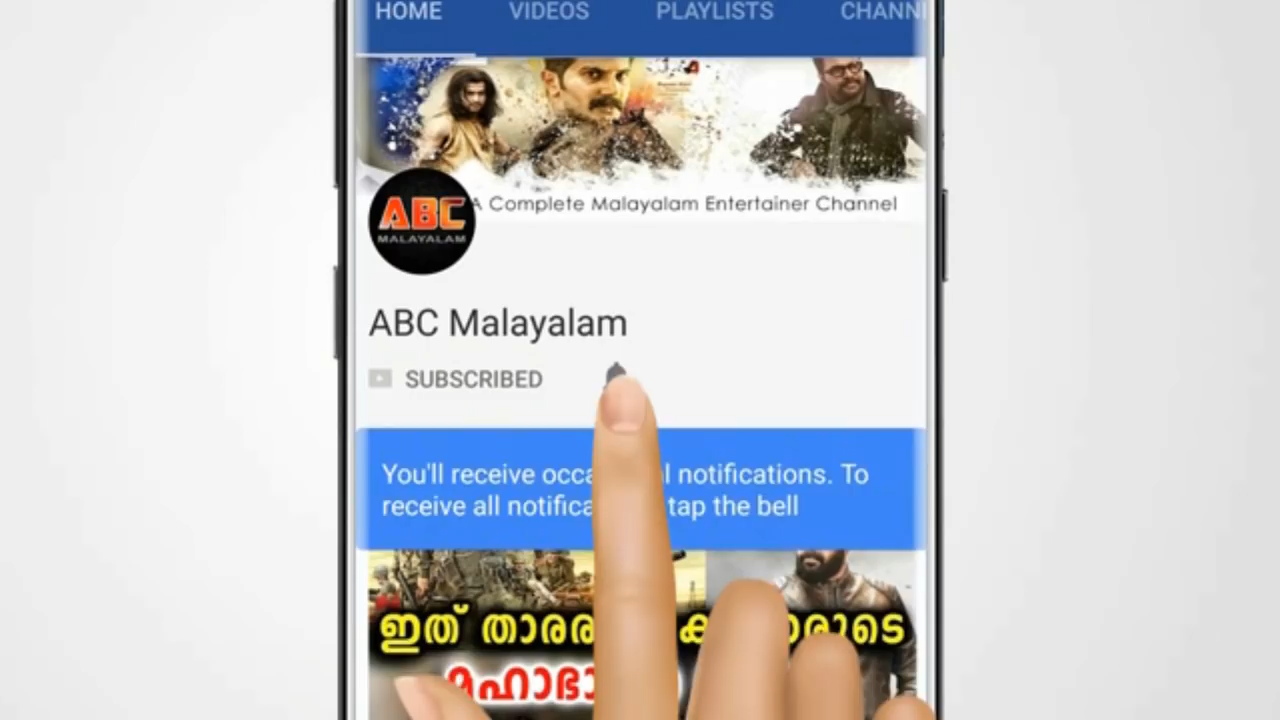 HOME VIDEOS PLAYLISTS
A Complete Malayalam Entertainer Channel
ABC
MALAYALAM
ABC Malayalam
SUBSCRIBED
You'll receive notifications. To
receive all tap the bell
ഇത്